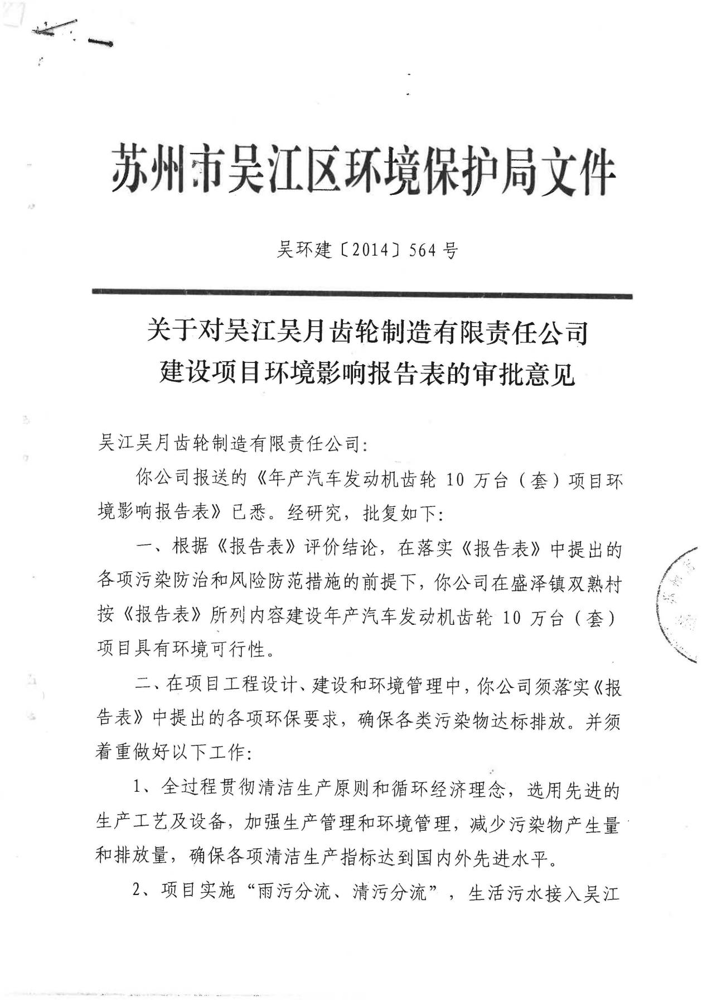 苏州市吴江区环境保护局文件
吴环建〔2014〕564号
关于对吴江吴月齿轮制造有限责任公司
建设项目环境影响报告表的审批意见
吴江吴月齿轮制造有限责任公司：
你公司报送的《年产汽车发动机齿轮 10 万台（套）项目环
境影响报告表》已悉。经研究，批复如下：
一、根据《报告表》评价结论，在落实《报告表》中提出的
各项污染防治和风险防范措施的前提下，你公司在盛泽镇双熟村
按《报告表》所列内容建设年产汽车发动机齿轮 10 万台（套）
项目具有环境可行性。
二、在项目工程设计、建设和环境管理中，你公司须落实《报
告表》中提出的各项环保要求，确保各类污染物达标排放。并须
着重做好以下工作：
1、全过程贯彻清洁生产原则和循环经济理念，选用先进的
生产工艺及设备，加强生产管理和环境管理，减少污染物产生量
和排放量，确保各项清洁生产指标达到国内外先进水平。
2、项目实施“雨污分流、清污分流”，生活污水接入吴江